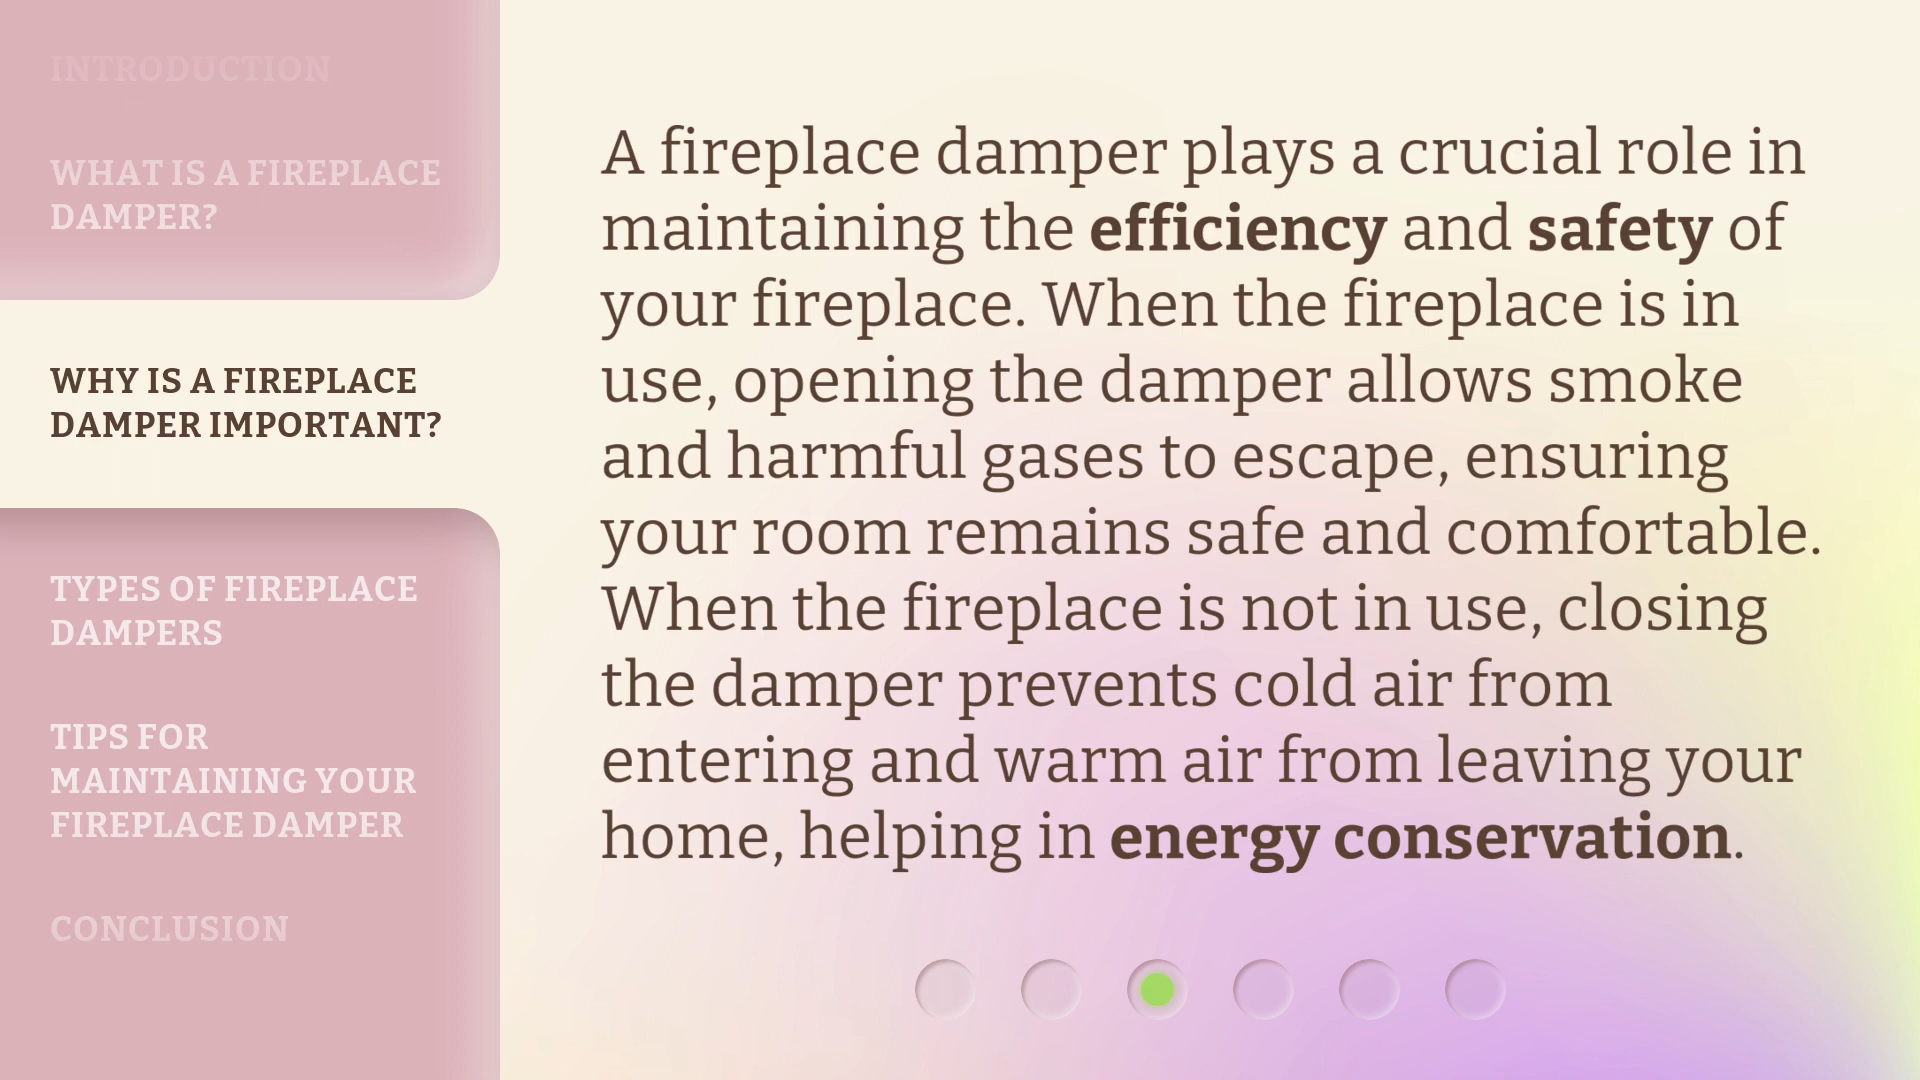 INTRODUCTION
WHAT IS A FIREPLACE
DAMPER?
WHY IS A FIREPLACE
DAMPER IMPORTANT?
TYPES OF FIREPLACE
DAMPERS
TIPS FOR
MAINTAINING YOUR
FIREPLACE DAMPER
CONCLUSION
A fireplace damper plays a crucial role in
maintaining the efficiency and safety of
your fireplace. When the fireplace is in
use, opening the damper allows smoke
and harmful gases to escape, ensuring
your room remains safe and comfortable.
When the fireplace is not in use, closing
the damper prevents cold air from
entering and warm air from leaving your
home, helping in energy conservation.